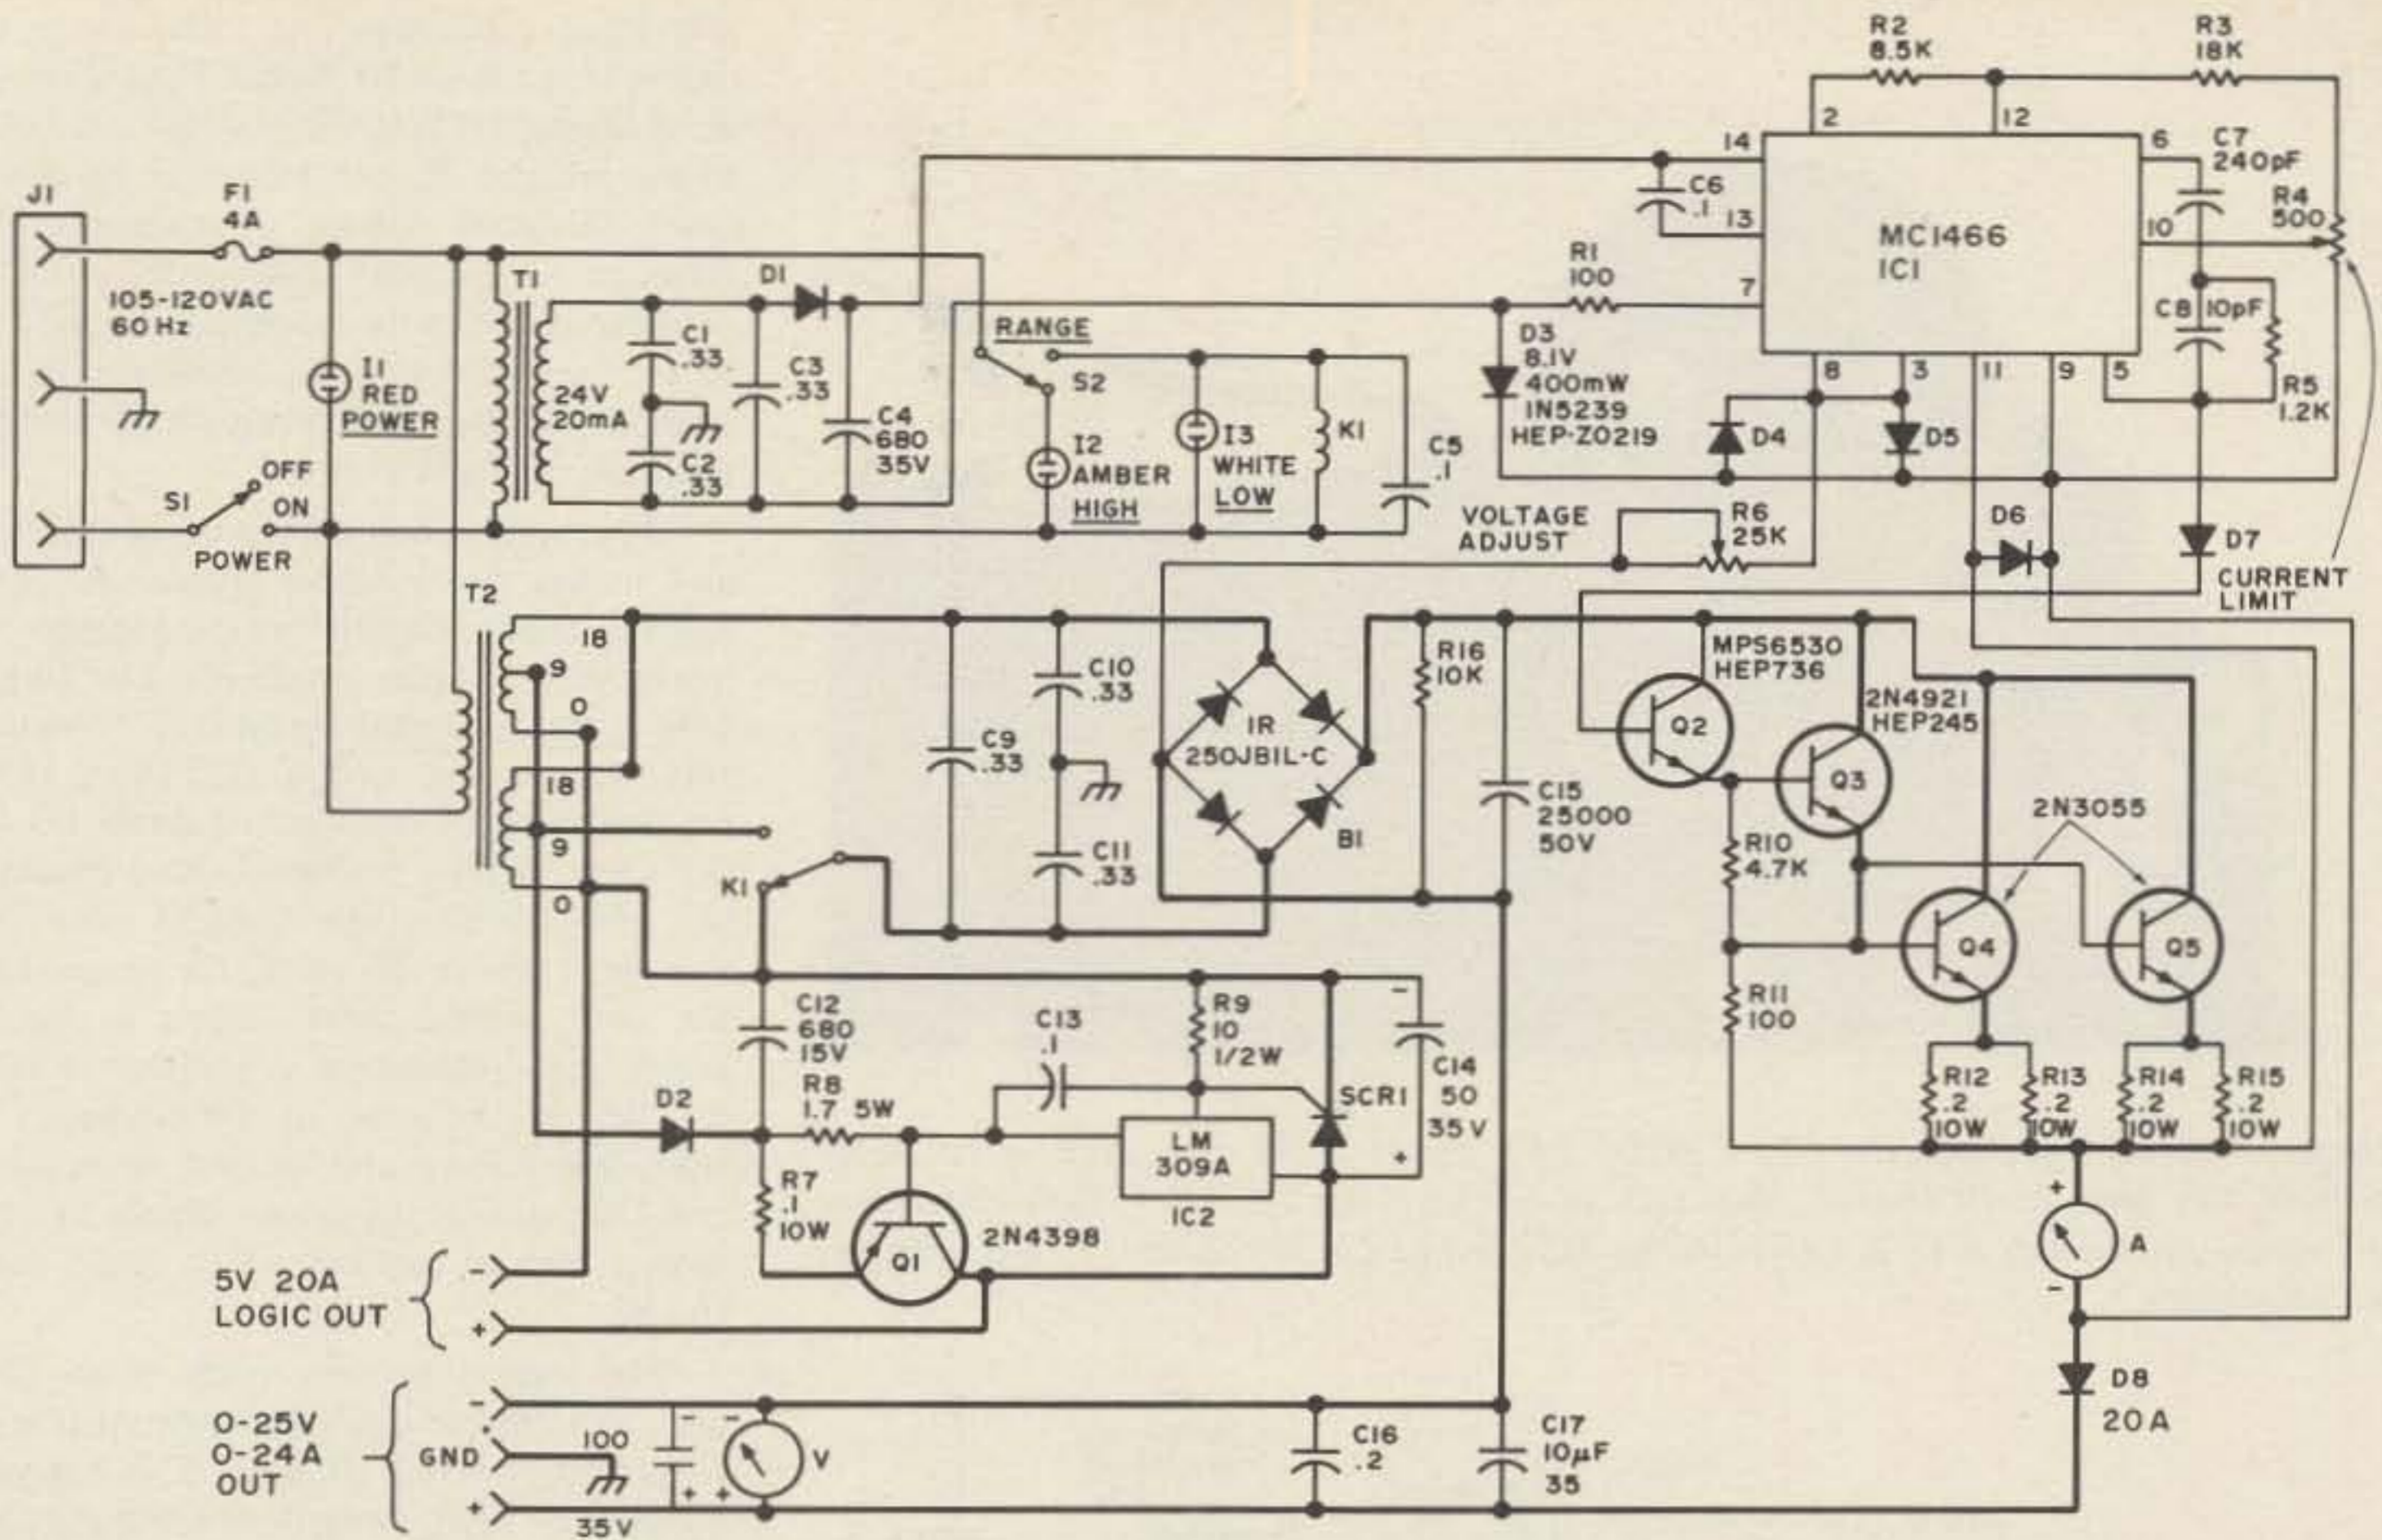 J1
F1
4A
105-120VAC
60 Hz
I1
RED
POWER
S1
OFF
ON
POWER
T1
24V
20mA
C1
.33
C2
.33
D1
C3
.33
C4
680
35V
RANGE
S2
I2
AMBER
HIGH
I3
WHITE
LOW
K1
C5
.1
R2
8.5K
R3
18K
2
12
14
13
7
C6
.1
R1
100
MC1466
IC1
6
10
C7
240pF
R4
500
C8
10pF
R5
1.2K
8
3
11
9
5
D3
8.1V
400mW
1N5239
HEP-Z0219
D4
D5
D6
D7
CURRENT
LIMIT
VOLTAGE
ADJUST
R6
25K
T2
18
9
0
18
9
0
K1
C9
.33
C10
.33
C11
.33
IR
250JB1L-C
B1
R16
10K
C15
25000
50V
MPS6530
HEP736
Q2
2N4921
HEP245
Q3
R10
4.7K
2N3055
Q4
Q5
R11
100
R12
.2
10W
R13
.2
10W
R14
.2
10W
R15
.2
10W
C12
680
15V
R8
1.7 5W
D2
R7
.1
10W
C13
.1
R9
10
1/2W
LM
309A
IC2
SCR1
-
C14
50
35V
+
Q1
2N4398
+
A
-
D8
20A
5V 20A
LOGIC OUT
-
+
0-25V
0-24A
OUT
-
GND
+
100
-
+
35V
-
+
V
C16
.2
C17
10µF
35